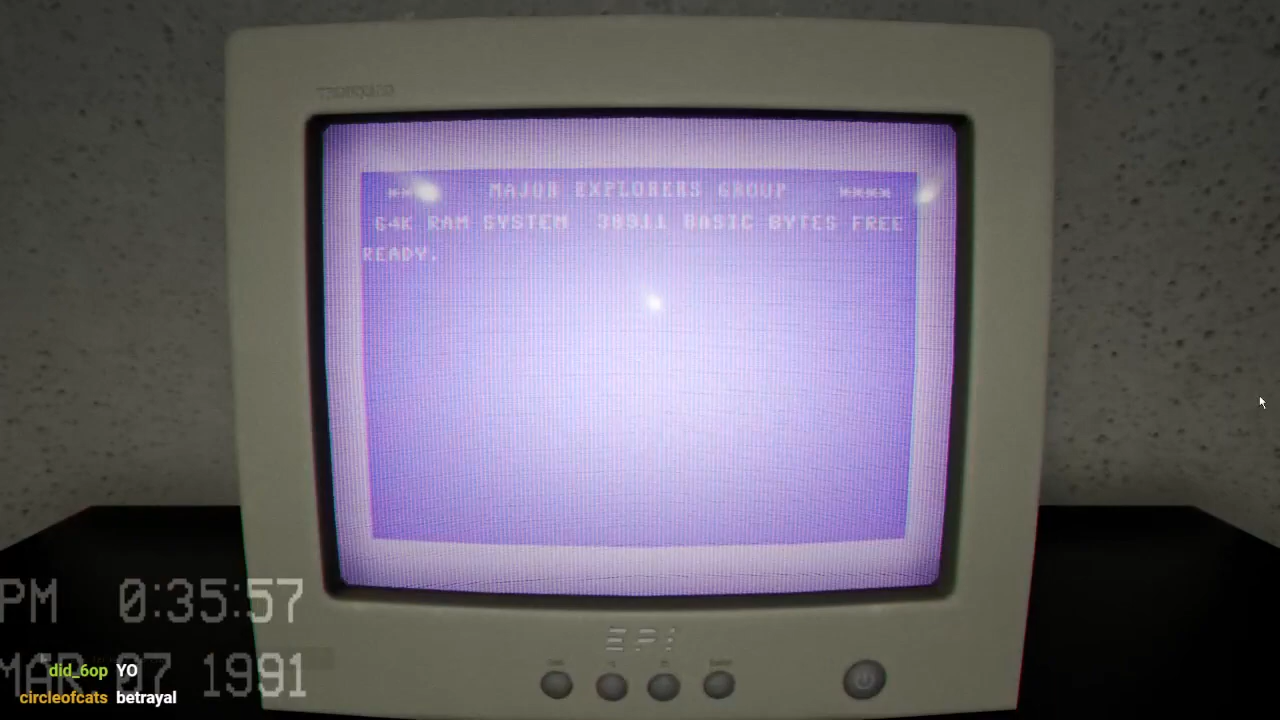 MAJOR EXPLORERS GROUP ****
64K RAM SYSTEM 38911 BASIC BYTES FREE
READY.
PM 0:35:57
MAR.07 1991
did_6op YO
circleofcats betrayal